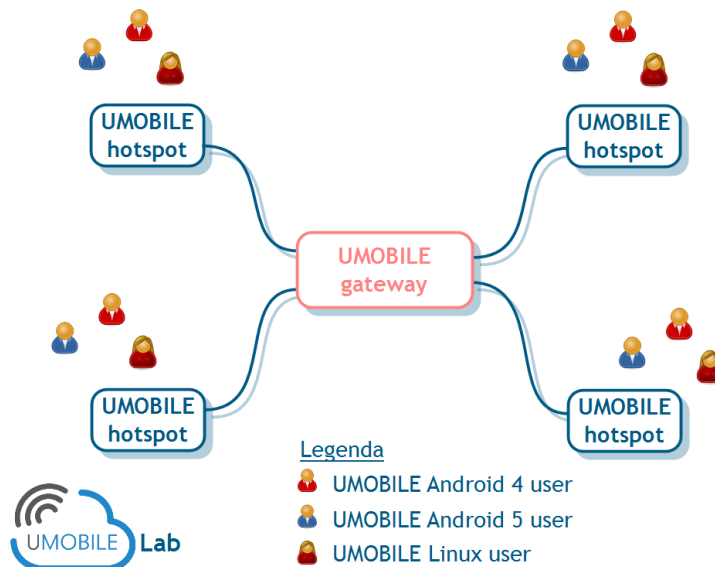 UMOBILE
hotspot
UMOBILE
hotspot
UMOBILE
gateway
UMOBILE
hotspot
UMOBILE
hotspot
Legenda
UMOBILE Android 4 user
UMOBILE Android 5 user
UMOBILE Linux user
UMOBILE Lab